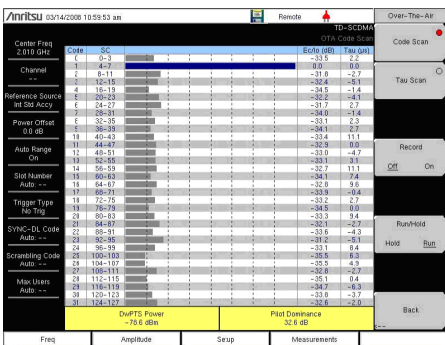 Anritsu 03/14/2008 10:59:53 am Remote Over-The-Air
TD-SCDMA
OTA Code Scan
Center Freq
2.010 GHz
Channel
--
Reference Source
Int Std Accy
Power Offset
0.0 dB
Auto Range
On
Slot Number
Auto: --
Trigger Type
No Trig
SYNC-DL Code
Auto: --
Scrambling Code
Auto: --
Max Users
Auto: --
Code SC Ec/Io (dB) Tau (µs)
0 0-3 -33.5 2.2
1 4-7 0.0 0.0
2 8-11 -31.8 -2.7
3 12-15 -32.4 -5.1
4 16-19 -34.5 -1.4
5 20-23 -32.2 -4.1
6 24-27 -31.7 2.7
7 28-31 -34.0 -1.4
8 32-35 -33.1 2.3
9 36-39 -34.1 2.7
10 40-43 -33.4 11.1
11 44-47 -32.9 0.0
12 48-51 -33.0 -4.7
13 52-55 -33.1 3.1
14 56-59 -32.7 11.1
15 60-63 -34.1 7.4
16 64-67 -32.8 9.6
17 68-71 -33.9 -0.4
18 72-75 -33.2 2.7
19 76-79 -34.5 0.0
20 80-83 -33.3 9.4
21 84-87 -32.1 -2.7
22 88-91 -33.6 -4.3
23 92-95 -31.2 -5.1
24 96-99 -33.1 8.4
25 100-103 -35.5 6.3
26 104-107 -35.5 4.9
27 108-111 -32.8 -2.7
28 112-115 -35.1 0.4
29 116-119 -34.7 -6.3
30 120-123 -33.8 -3.7
31 124-127 -32.6 -2.0
DwPTS Power
-78.6 dBm
Pilot Dominance
32.6 dB
Code Scan
Tau Scan
Record
Off On
Run/Hold
Hold Run
Back
<--
Freq Amplitude Setup Measurements